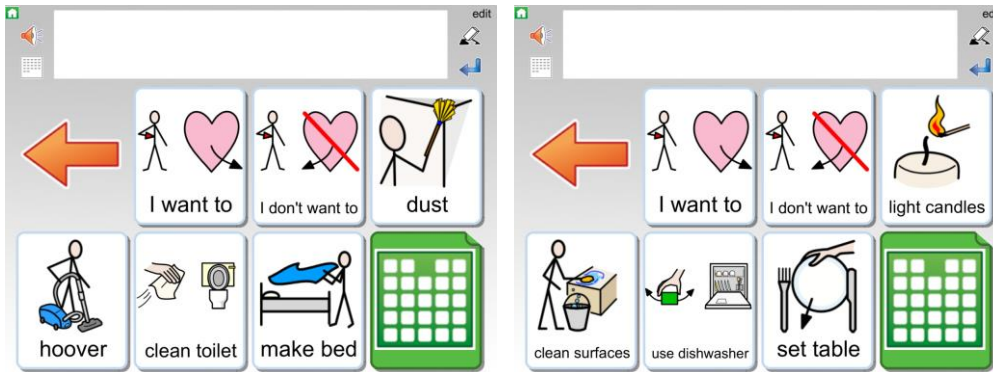 edit
I want to
I don't want to
dust
hoover
clean toilet
make bed
ed
I want to
I don't want to
light candles
clean surfaces
use dishwasher
set table